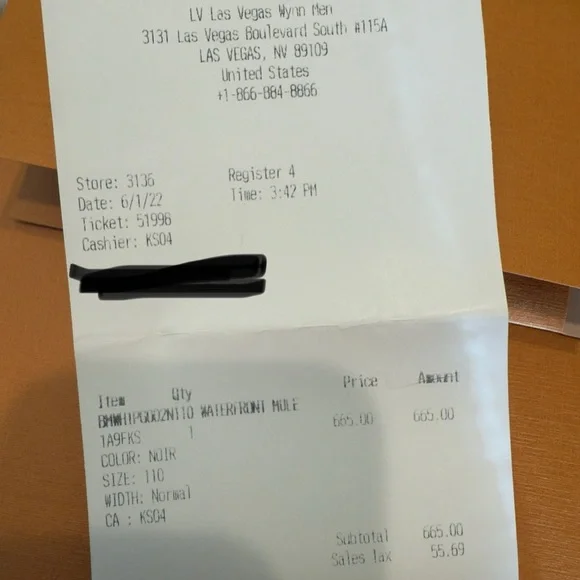 LV Las Vegas Wynn Men
3131 Las Vegas Boulevard South #115A
LAS VEGAS, NV 89109
United States
+1-866-884-8866
Store: 3136 Register 4
Date: 6/1/22 Time: 3:42 PM
Ticket: 51996
Cashier: KS04
Item Qty Price Amount
WATERFRONT MULE
1A9FKS 1 665.00 665.00
COLOR: NOIR
SIZE: 110
WIDTH: Normal
CA : KS04
Subtotal 665.00
Sales Tax 55.69